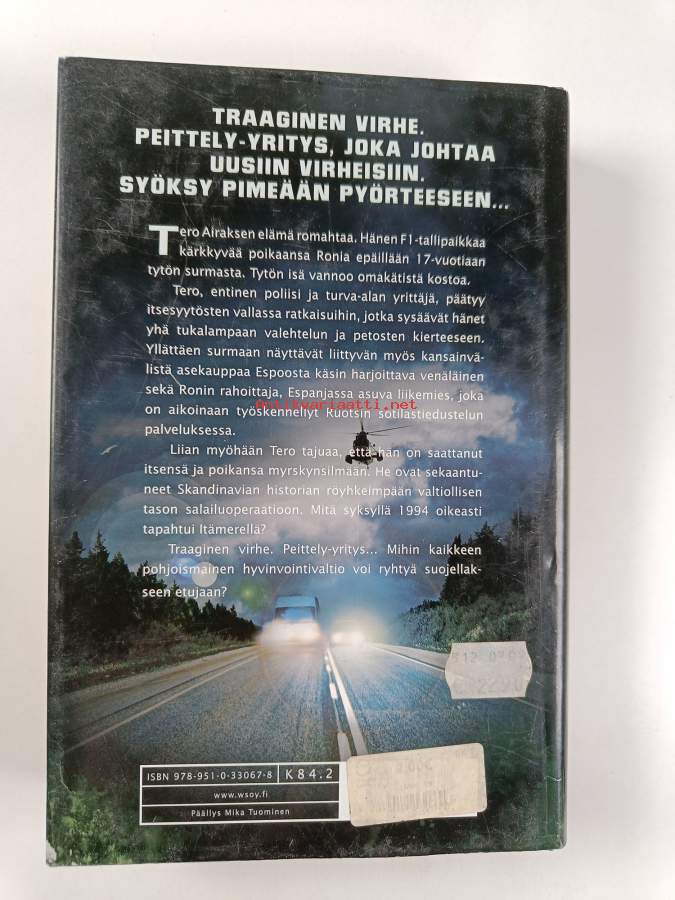 TRAAGINEN VIRHE.
PEITTELY-YRITYS, JOKA JOHTAA
UUSIIN VIRHEISIIN.
SYÖKSY PIMEÄÄN PYÖRTEESEEN...
Tero Airaksen elämä romahtaa. Hänen F1-tallipaikkaa
kärkkyvää poikaansa Ronia epäillään 17-vuotiaan
tytön surmasta. Tytön isä vannoo omakätistä kostoa.
Tero, entinen poliisi ja turva-alan yrittäjä, päätyy
itsesyytösten vallassa ratkaisuihin, jotka sysäävät hänet
yhä tukalampaan valehtelun ja petosten kierteeseen.
Yllättäen surmaan näyttävät liittyvän myös kansainvä-
listä asekauppaa Espoosta käsin harjoittava venäläinen
sekä Ronin rahoittaja, Espanjassa asuva liikemies, joka
antikvariaatti.net
on aikoinaan työskennellyt Ruotsin sotilastiedustelun
palveluksessa.
Liian myöhään Tero tajuaa, että hän on saattanut
itsensä ja poikansa myrskynsilmään. He ovat sekaantu-
neet Skandinavian historian röyhkeimpään valtiollisen
tason salailuoperaatioon. Mitä syksyllä 1994 oikeasti
tapahtui Itämerellä?
Traaginen virhe. Peittely-yritys... Mihin kaikkeen
pohjoismainen hyvinvointivaltio voi ryhtyä suojellak-
seen etujaan?
ISBN 978-951-0-33067-8 K 84.2
www.wsoy.fi
Päällys Mika Tuominen